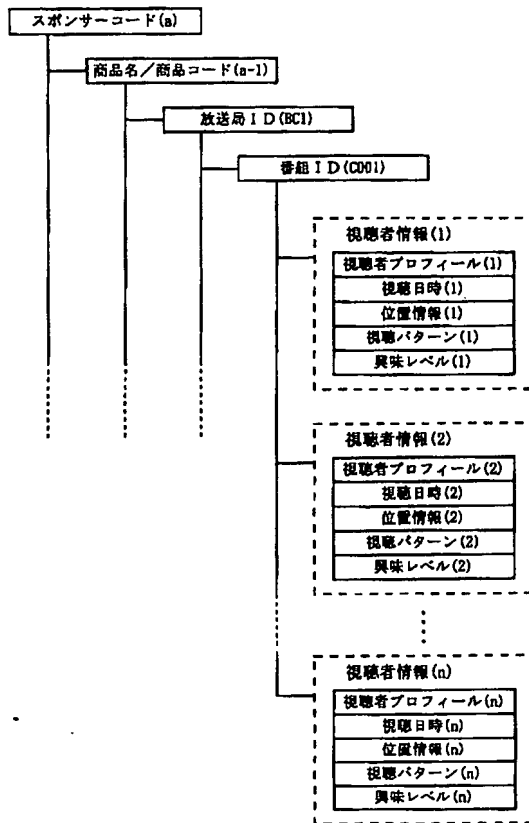 スポンサーコード(a)
商品名／商品コード(a-1)
放送局ＩＤ(BC1)
番組ＩＤ(C001)
視聴者情報(1)
視聴者プロフィール(1)
視聴日時(1)
位置情報(1)
視聴パターン(1)
興味レベル(1)
視聴者情報(2)
視聴者プロフィール(2)
視聴日時(2)
位置情報(2)
視聴パターン(2)
興味レベル(2)
視聴者情報(n)
視聴者プロフィール(n)
視聴日時(n)
位置情報(n)
視聴パターン(n)
興味レベル(n)